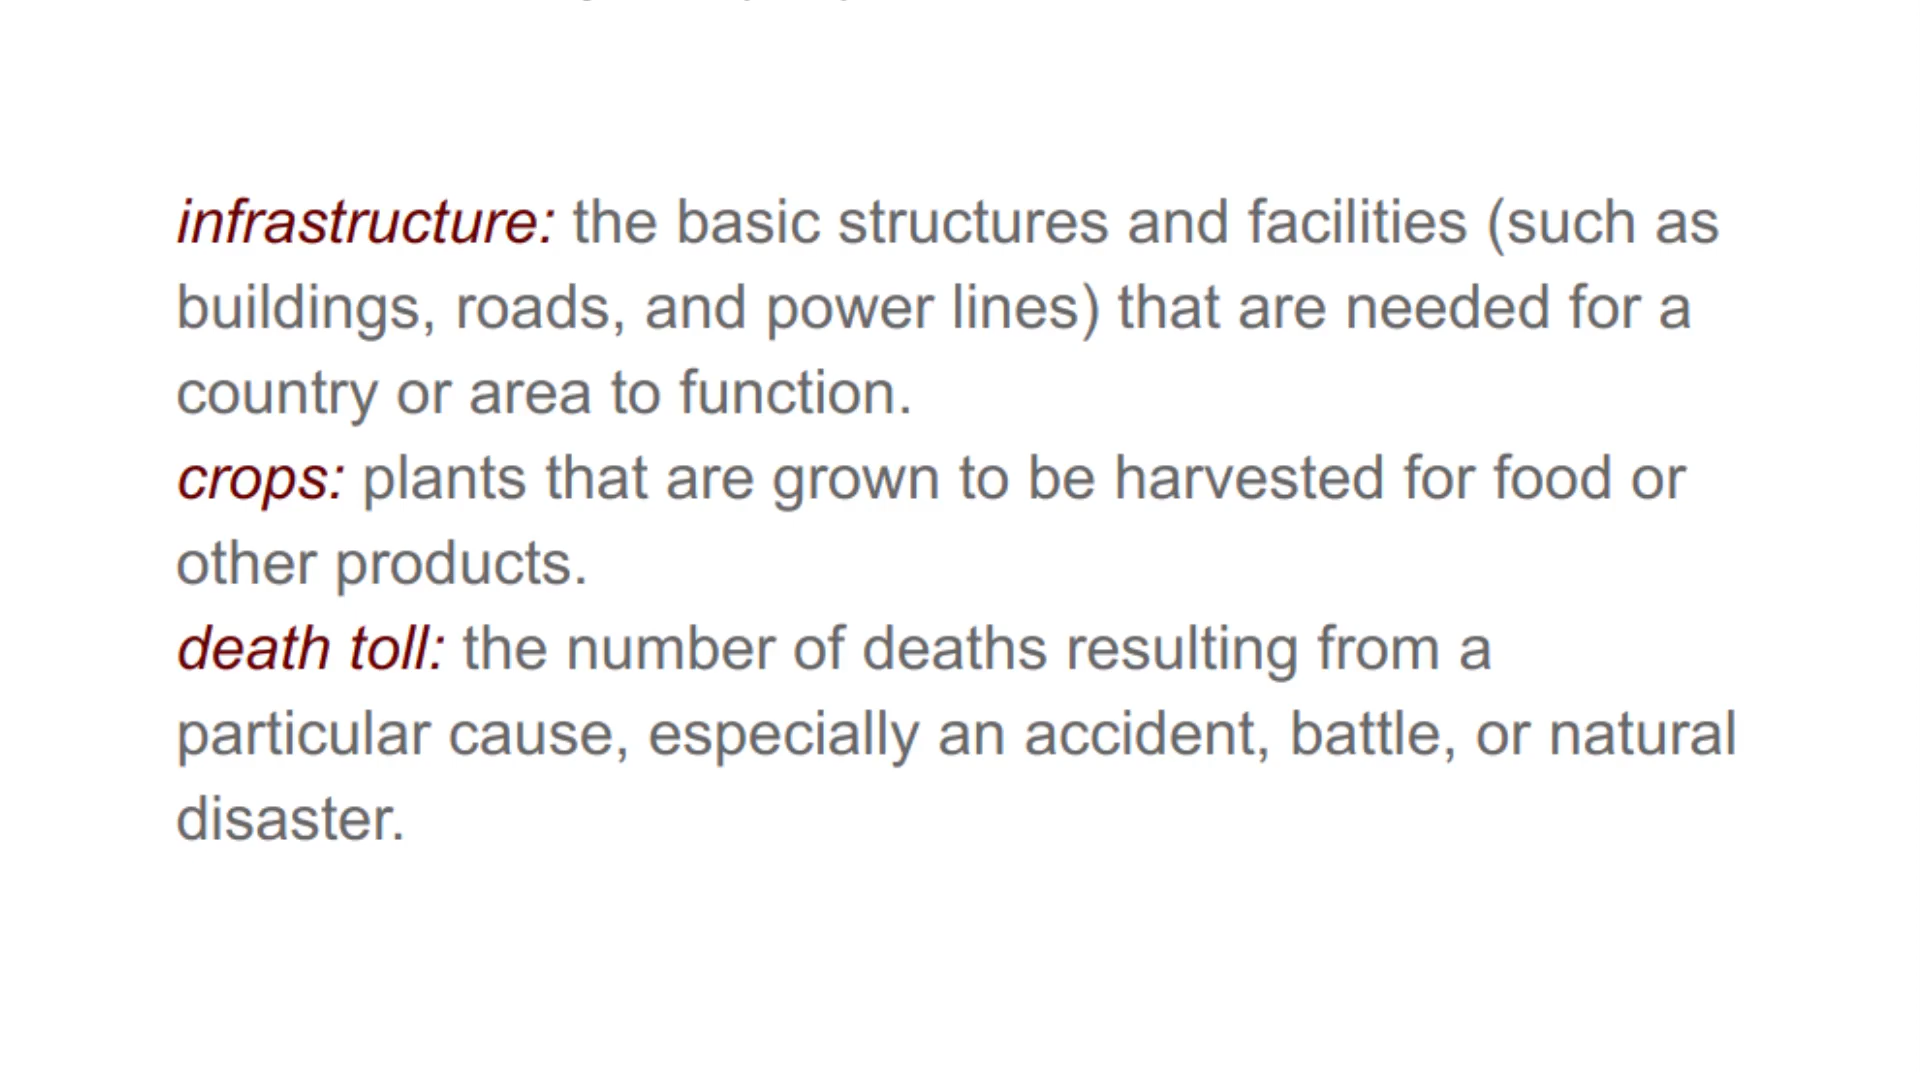 infrastructure: the basic structures and facilities (such as
buildings, roads, and power lines) that are needed for a
country or area to function.
crops: plants that are grown to be harvested for food or
other products.
death toll: the number of deaths resulting from a
particular cause, especially an accident, battle, or natural
disaster.